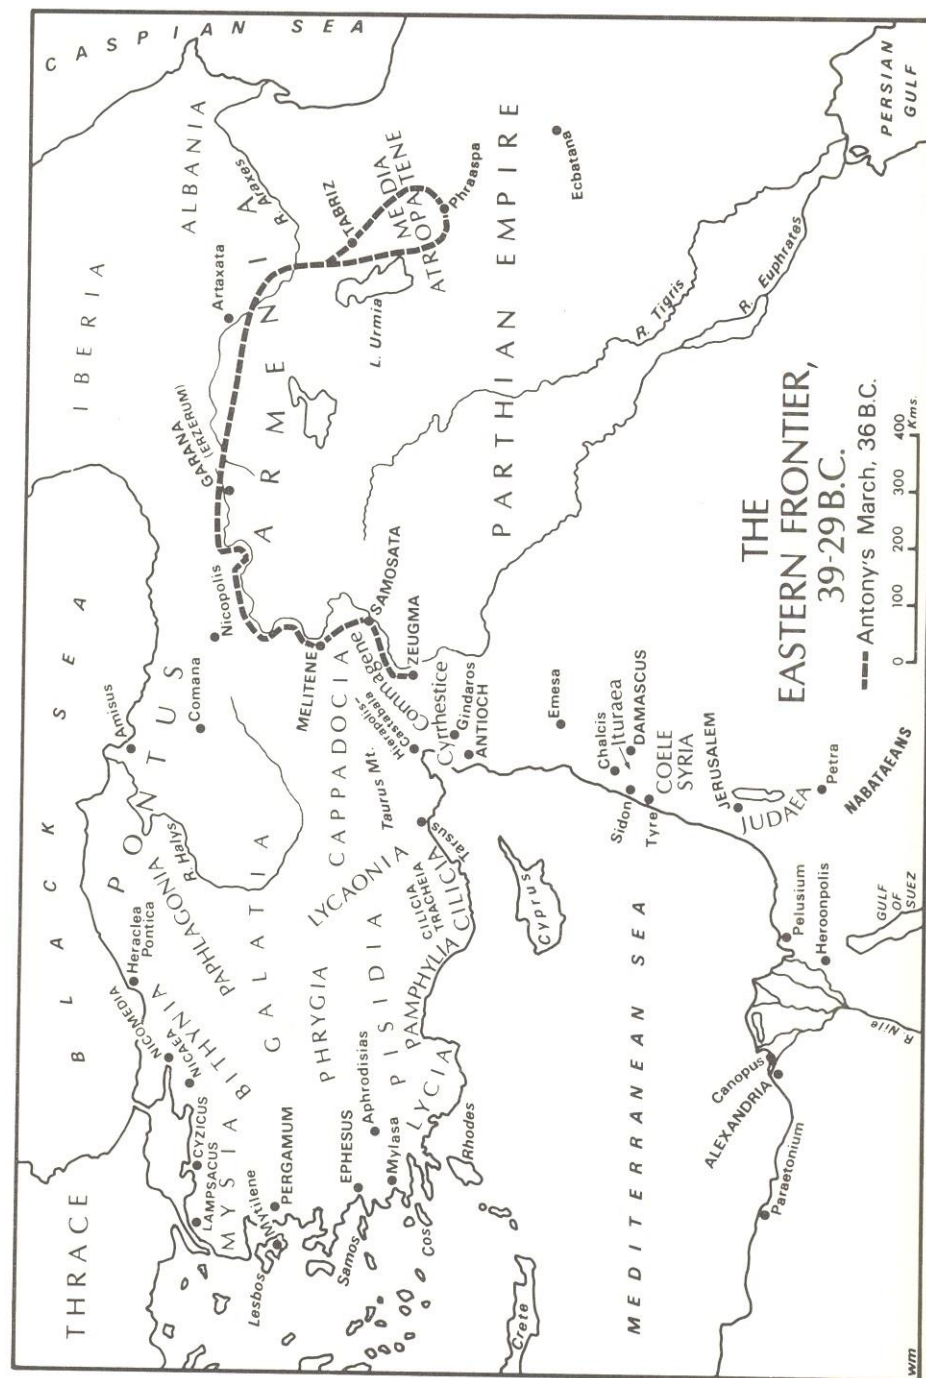 THE
EASTERN FRONTIER,
39-29 B.C.
Antony's March, 36 B.C.
0 100 200 300 400
Kms.
THRACE
BLACK SEA
CASPIAN SEA
IBERIA
ALBANIA
Heraclea
Pontica
Amisus
NICOMEDIA
NICAEA
PAPHLAGONIA
PONTUS
R. Halys
Comana
Nicopolis
GARANA
(ERZERUM)
Artaxata
R. Araxes
LAMPSACUS
CYZICUS
MYSIA
BITHYNIA
GALATIA
ARMENIA
Lesbos
Mytilene
PERGAMUM
PHRYGIA
LYCAONIA
CAPPADOCIA
MELITENE
SAMOSATA
TABRIZ
MEDIA
ATROPATENE
L. Urmia
Phraaspa
Samos
EPHESUS
Aphrodisias
PISIDIA
Taurus Mt.
Hierapolis-
Castabala
Commagene
ZEUGMA
Mylasa
Cos
LYCIA
PAMPHYLIA
CILICIA
TRACHEIA
CILICIA
Tarsus
Cyrrhestice
Gindaros
ANTIOCH
PARTHIAN EMPIRE
Ecbatana
Rhodes
Cyprus
Crete
Emesa
R. Tigris
R. Euphrates
PERSIAN
GULF
MEDITERRANEAN SEA
Chalcis
Ituraea
Sidon
DAMASCUS
Tyre
COELE
SYRIA
JERUSALEM
JUDAEA
Petra
NABATAEANS
Paraetonium
ALEXANDRIA
Canopus
Pelusium
Heroonpolis
R. Nile
GULF
OF
SUEZ
wm